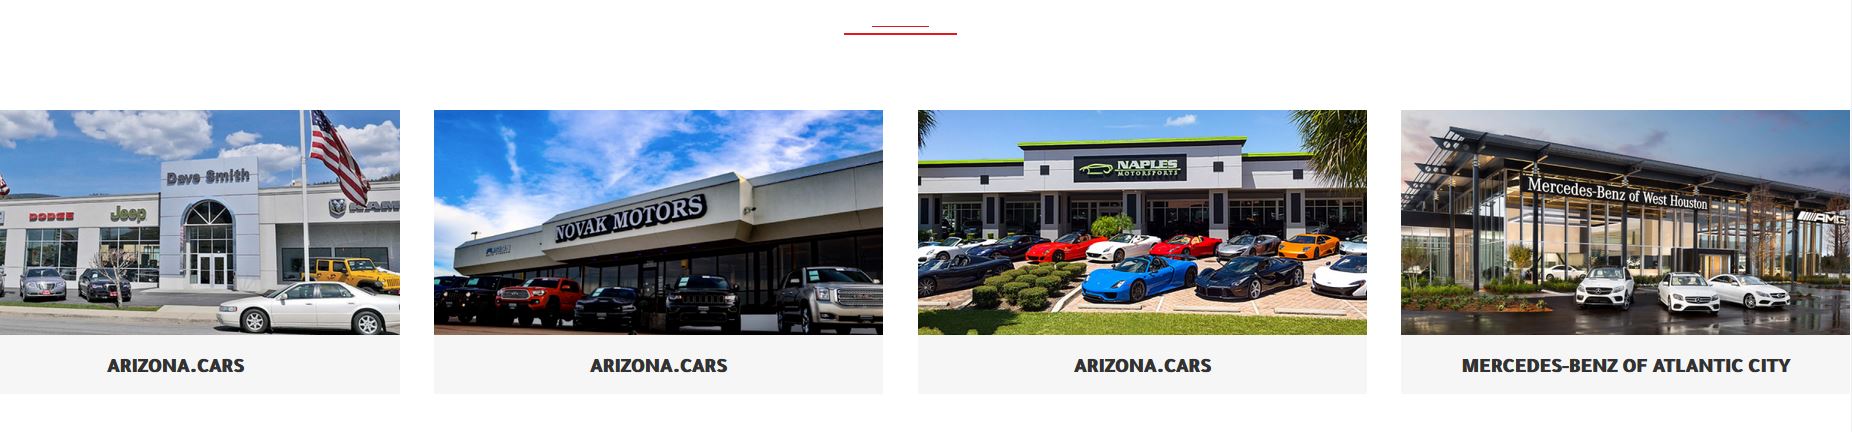 Dave Smith
DODGE
Jeep
RAM
NOVAK MOTORS
NAPLES
MOTORSPORTS
Mercedes-Benz of West Houston
AMG
ARIZONA.CARS
ARIZONA.CARS
ARIZONA.CARS
MERCEDES-BENZ OF ATLANTIC CITY